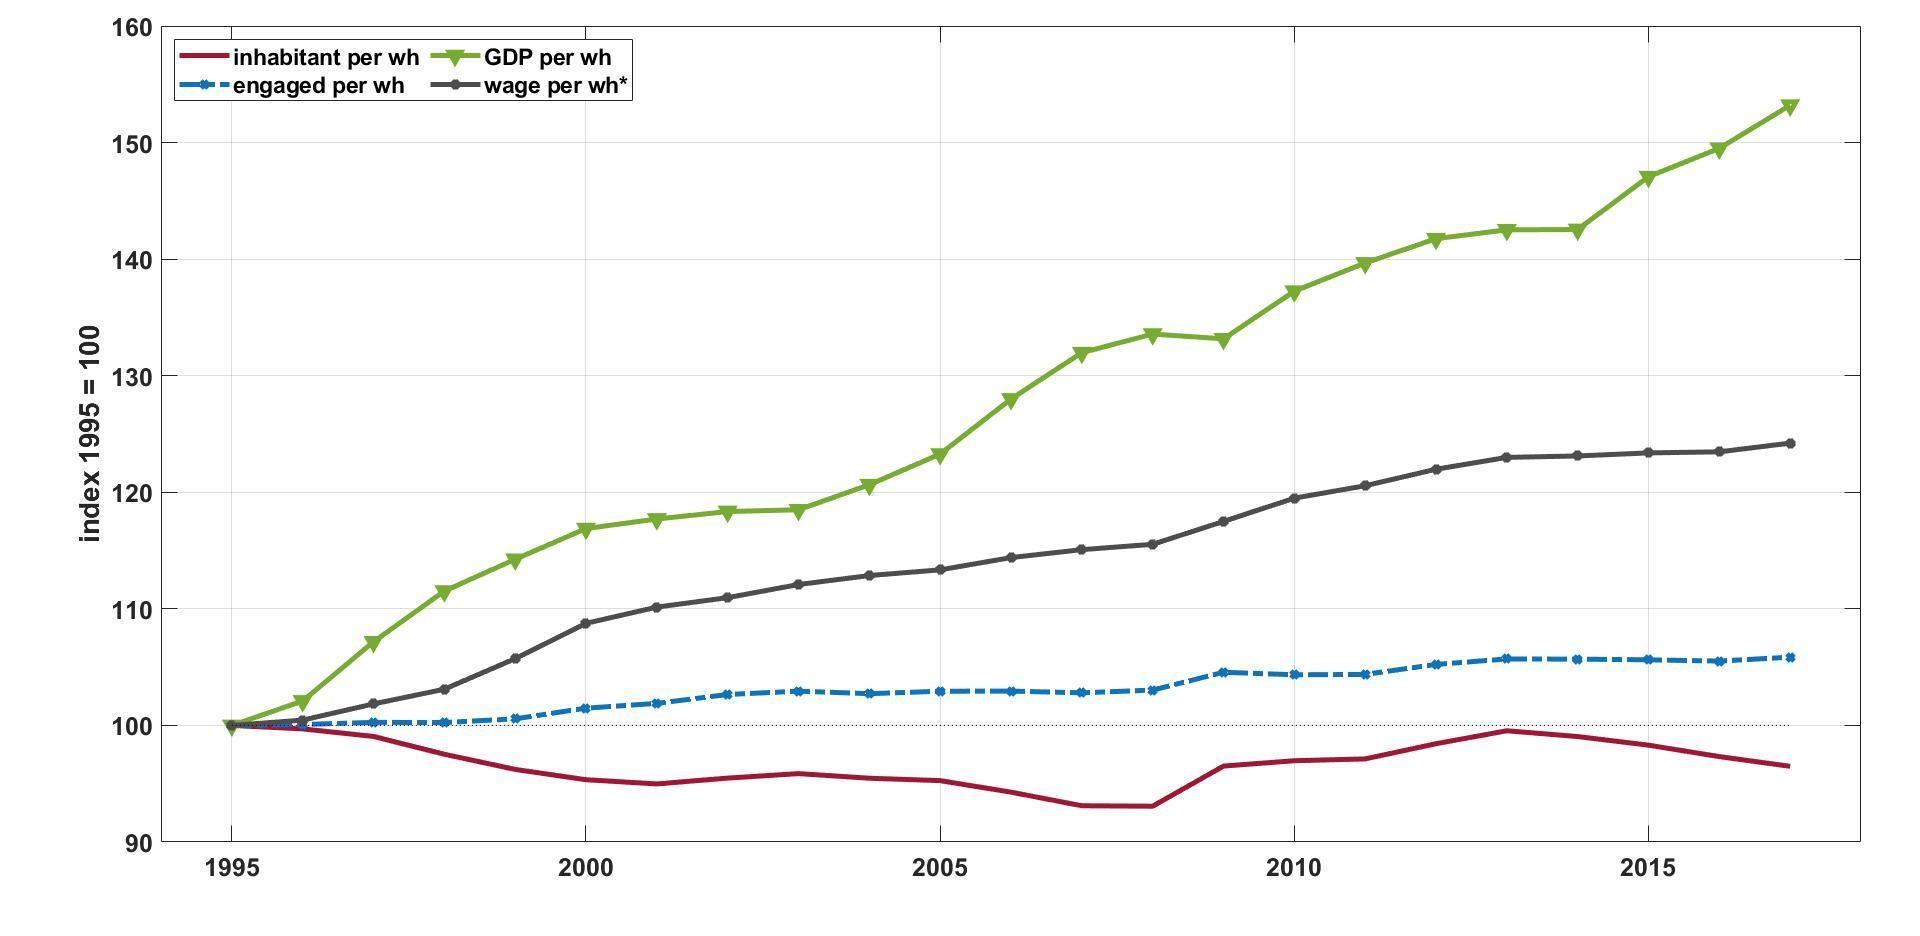 160
inhabitant per wh
GDP per wh
engaged per wh
wage per wh*
150
140
130
120
110
100
90
index 1995 = 100
1995
2000
2005
2010
2015